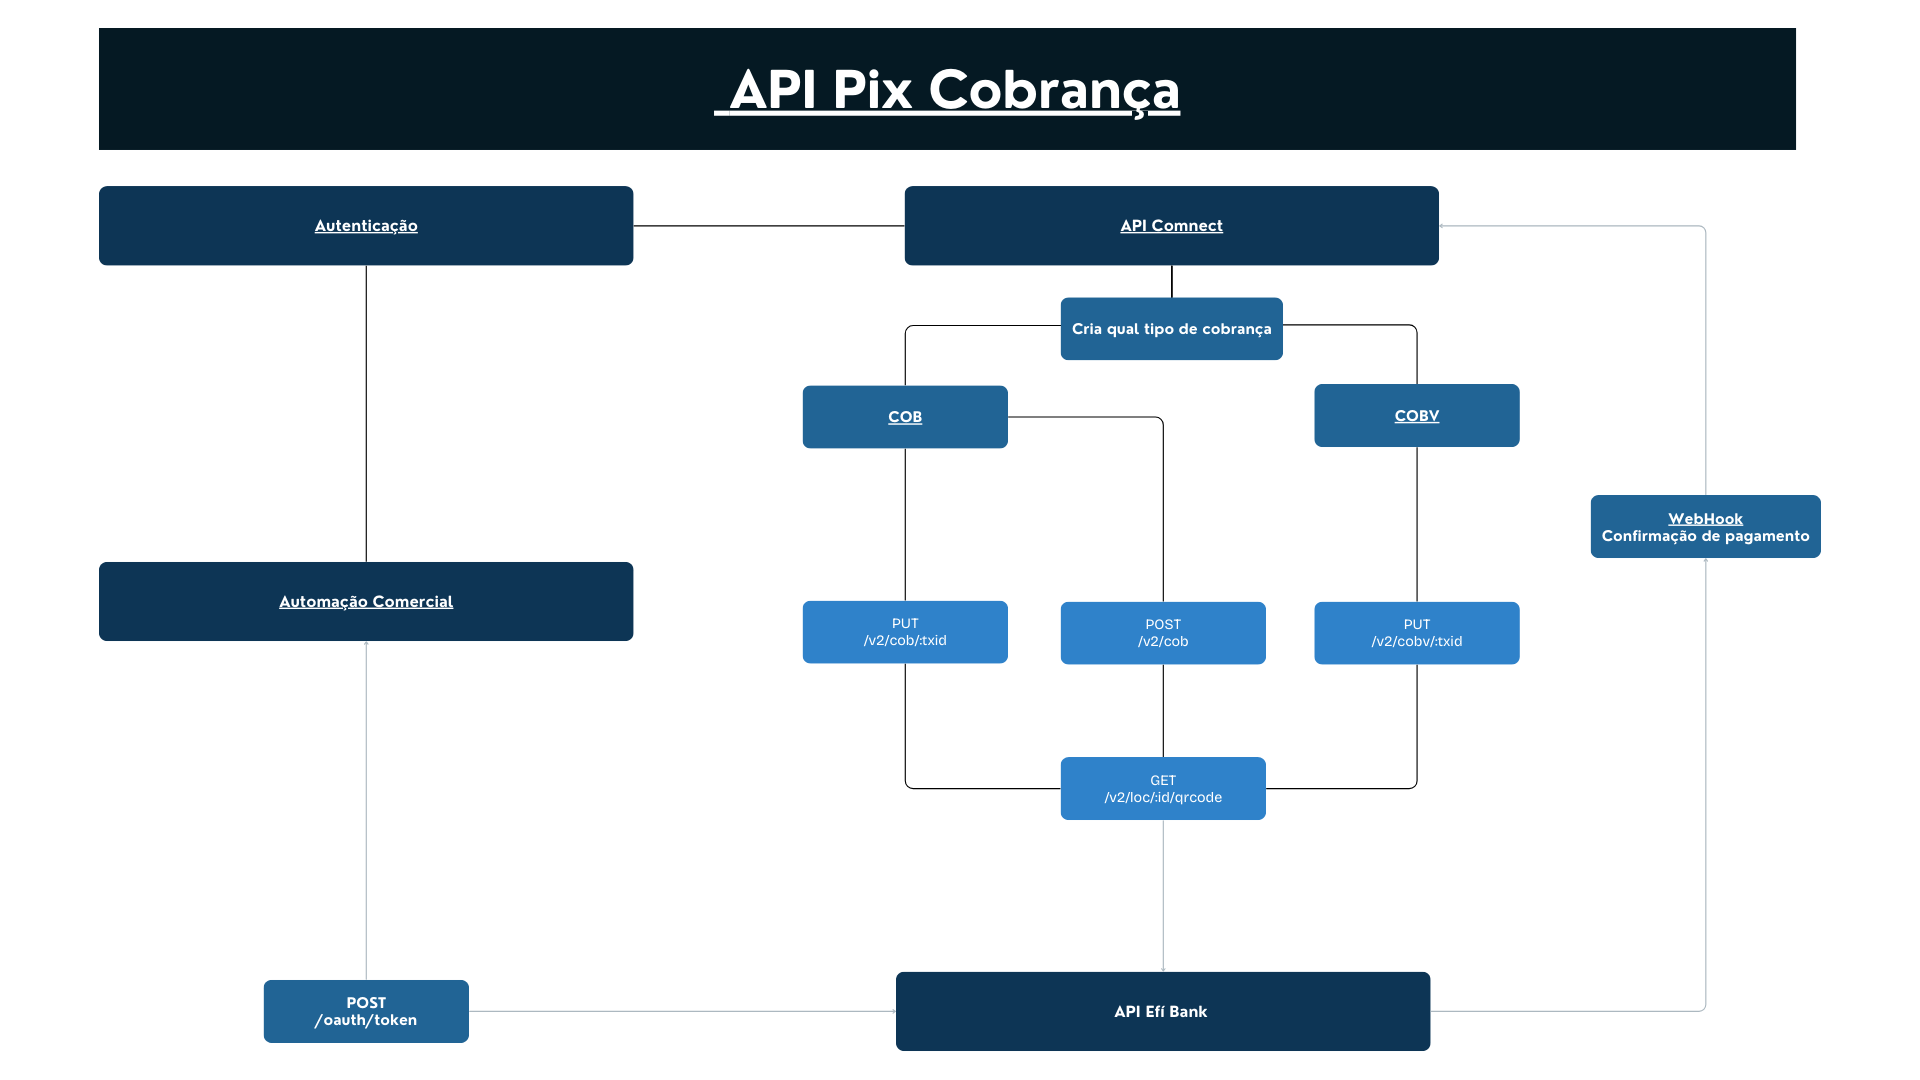 API Pix Cobrança
Autenticação
API Comnect
Cria qual tipo de cobrança
COB
COBV
WebHook
Confirmação de pagamento
Automação Comercial
PUT
/v2/cob/:txid
POST
/v2/cob
PUT
/v2/cobv/:txid
GET
/v2/loc/:id/qrcode
POST
/oauth/token
API Efí Bank